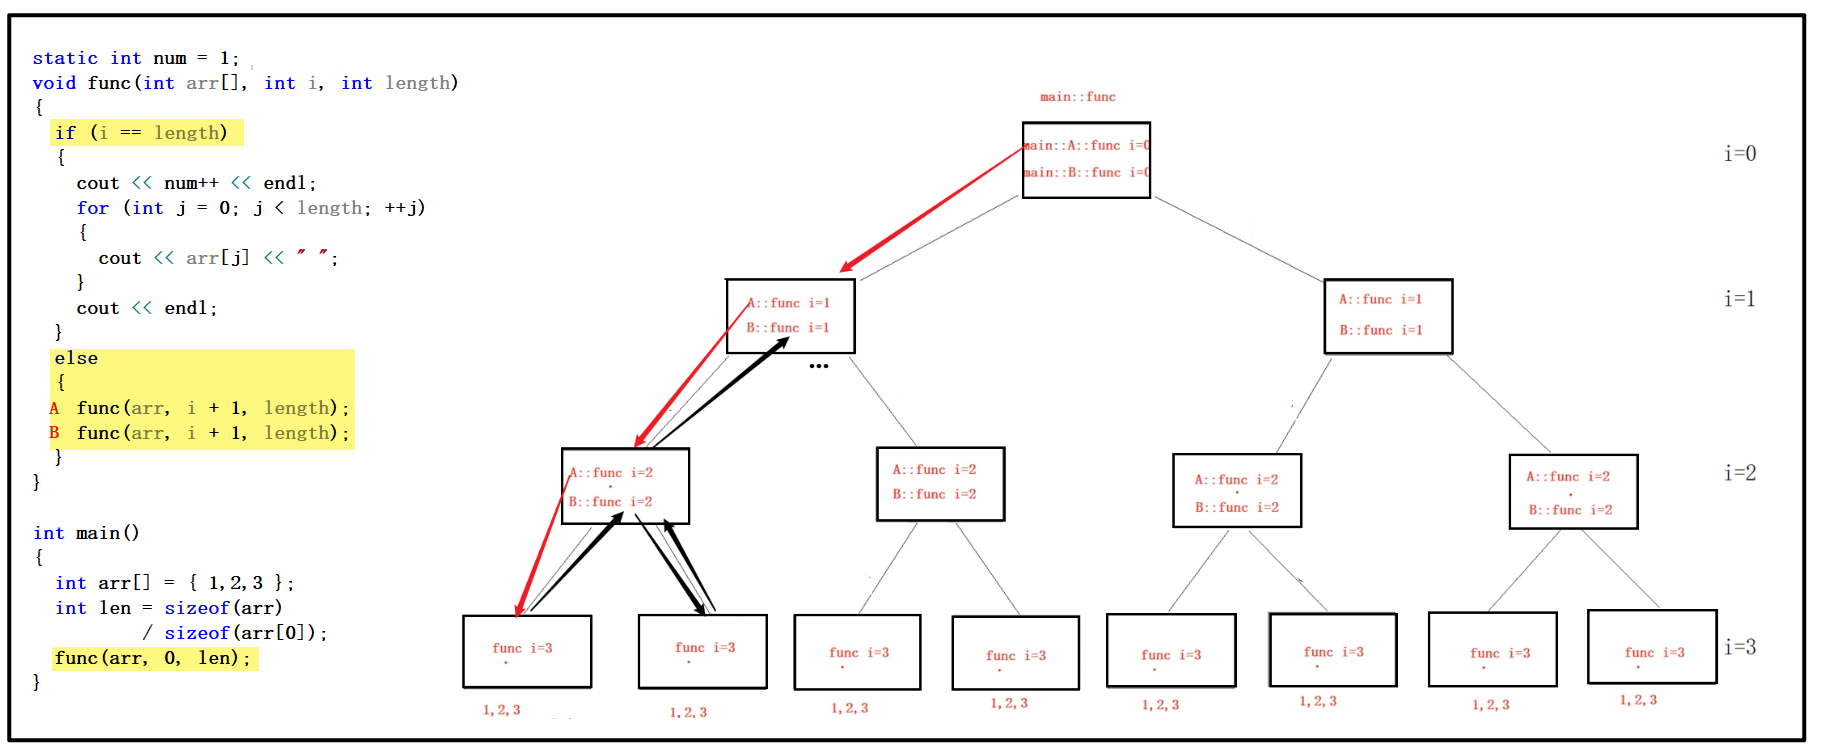 static int num = 1;
void func(int arr[], int i, int length)
{
if (i == length)
{
cout << num++ << endl;
for (int j = 0; j < length; ++j)
{
cout << arr[j] << " ";
}
cout << endl;
}
else
{
A func(arr, i + 1, length);
B func(arr, i + 1, length);
}
}
int main()
{
int arr[] = { 1,2,3 };
int len = sizeof(arr)
/ sizeof(arr[0]);
func(arr, 0, len);
}
main::func
main::A::func i=0
main::B::func i=0
i=0
A::func i=1
B::func i=1
...
A::func i=1
B::func i=1
i=1
A::func i=2
B::func i=2
A::func i=2
B::func i=2
A::func i=2
B::func i=2
A::func i=2
B::func i=2
i=2
func i=3
func i=3
func i=3
func i=3
func i=3
func i=3
func i=3
func i=3
i=3
1,2,3
1,2,3
1,2,3
1,2,3
1,2,3
1,2,3
1,2,3
1,2,3